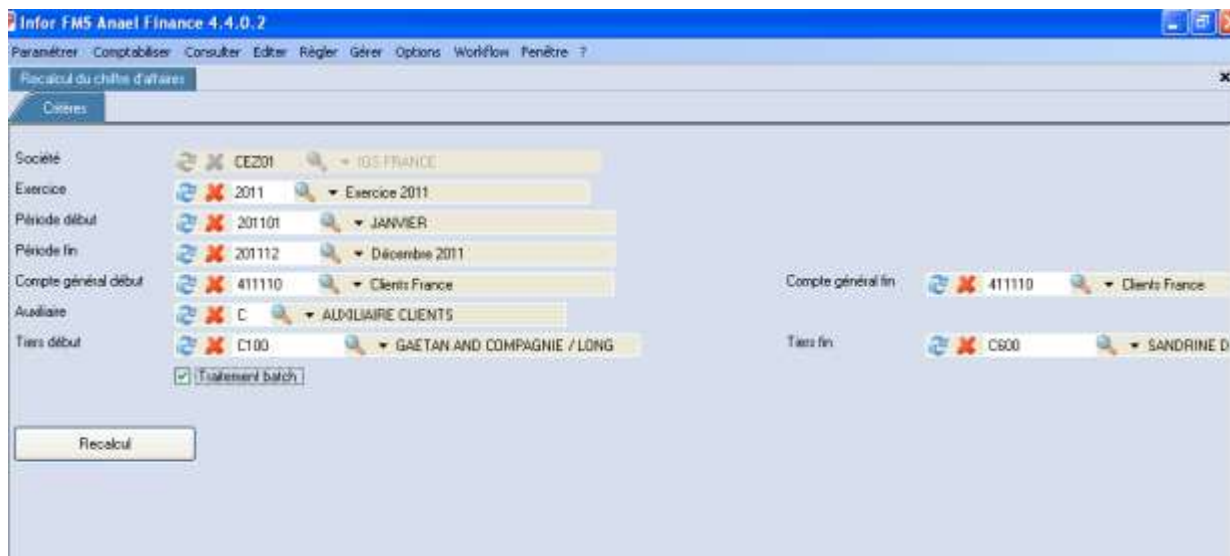 Infor FM5 Anael Finance 4.4.0.2
Paramétrer Comptabiliser Consulter Editer Règler Gérer Options Workflow Fenêtre ?
Recalcul du chiffre d'affaires
Critères
Société CEZ01 IGS FRANCE
Exercice 2011 Exercice 2011
Période début 201101 JANVIER
Période fin 201112 Décembre 2011
Compte général début 411110 Clients France Compte général fin 411110 Clients France
Auxiliaire C AUXILIAIRE CLIENTS
Tiers début C100 GAETAN AND COMPAGNIE / LONG Tiers fin C600 SANDRINE D
Traitement batch
Recalcul